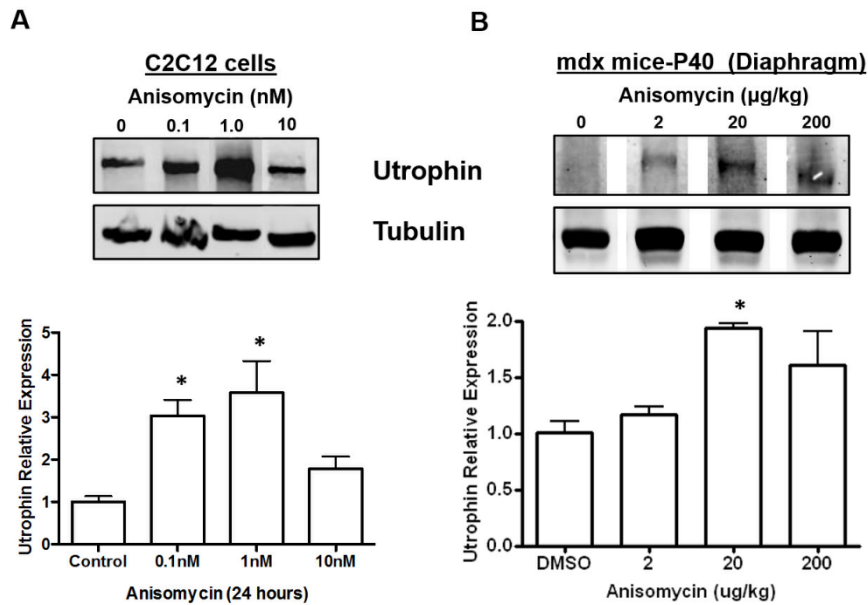 A
C2C12 cells
Anisomycin (nM)
0 0.1 1.0 10
Utrophin
Tubulin
B
mdx mice-P40 (Diaphragm)
Anisomycin (µg/kg)
0 2 20 200
Utrophin Relative Expression
5
4
3
2
1
0
* *
Control 0.1nM 1nM 10nM
Anisomycin (24 hours)
Utrophin Relative Expression
2.0
1.5
1.0
0.5
0.0
*
DMSO 2 20 200
Anisomycin (ug/kg)